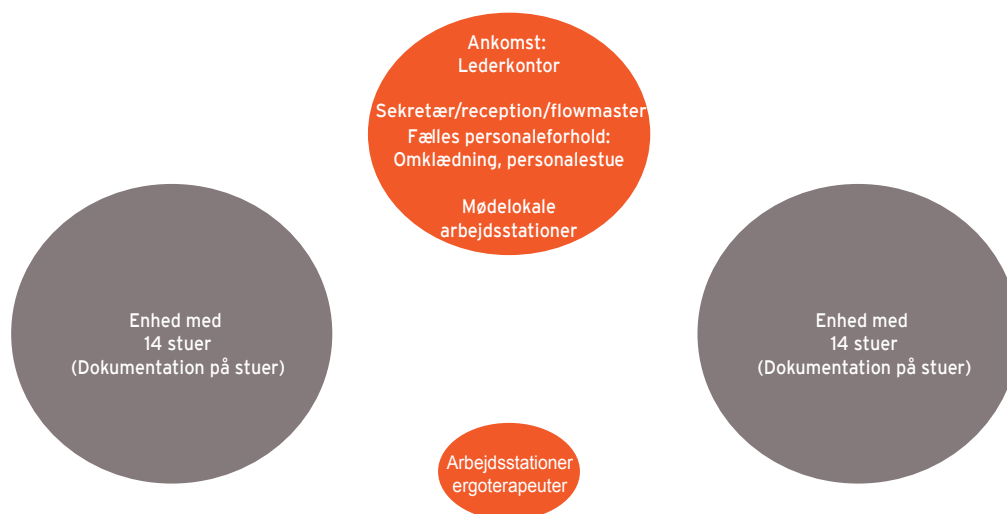 Ankomst:
Lederkontor
Sekretær/reception/flowmaster
Fælles personaleforhold:
Omklædning, personalestue
Mødelokale
arbejdsstationer
Enhed med
14 stuer
(Dokumentation på stuer)
Enhed med
14 stuer
(Dokumentation på stuer)
Arbejdsstationer
ergoterapeuter